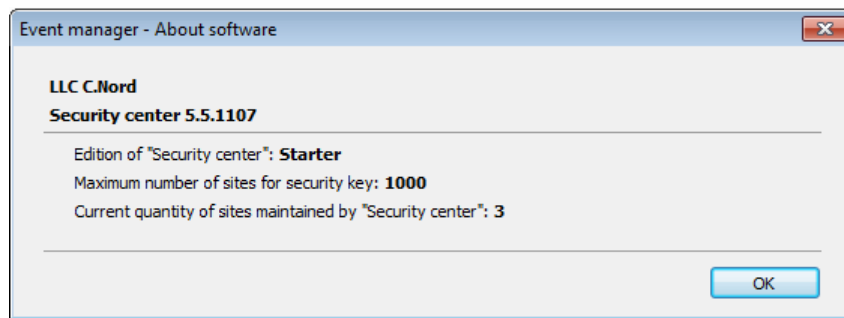 Event manager - About software
LLC C.Nord
Security center 5.5.1107
Edition of "Security center": Starter
Maximum number of sites for security key: 1000
Current quantity of sites maintained by "Security center": 3
OK